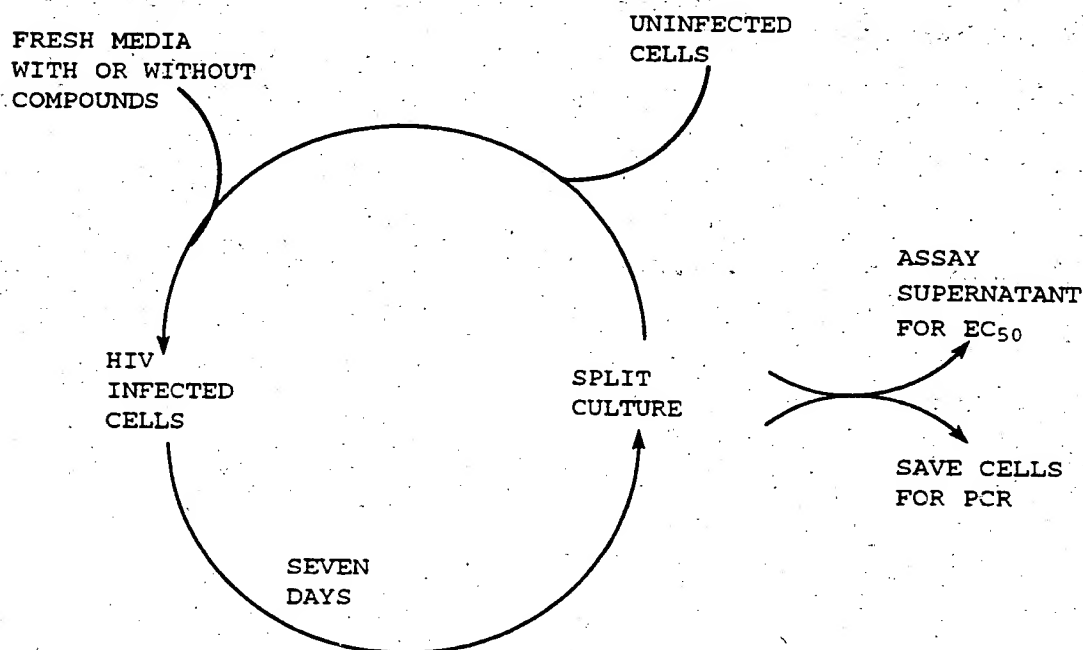 FRESH MEDIA
WITH OR WITHOUT
COMPOUNDS
UNINFECTED
CELLS
ASSAY
SUPERNATANT
FOR EC50
HIV
INFECTED
CELLS
SPLIT
CULTURE
SAVE CELLS
FOR PCR
SEVEN
DAYS